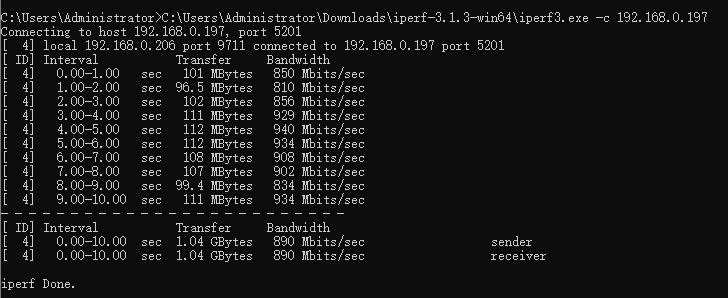 C:\Users\Administrator>C:\Users\Administrator\Downloads\iperf-3.1.3-win64\iperf3.exe -c 192.168.0.197
Connecting to host 192.168.0.197, port 5201
[  4] local 192.168.0.206 port 9711 connected to 192.168.0.197 port 5201
[ ID] Interval           Transfer     Bandwidth
[  4]   0.00-1.00   sec   101 MBytes   850 Mbits/sec
[  4]   1.00-2.00   sec  96.5 MBytes   810 Mbits/sec
[  4]   2.00-3.00   sec   102 MBytes   856 Mbits/sec
[  4]   3.00-4.00   sec   111 MBytes   929 Mbits/sec
[  4]   4.00-5.00   sec   112 MBytes   940 Mbits/sec
[  4]   5.00-6.00   sec   112 MBytes   934 Mbits/sec
[  4]   6.00-7.00   sec   108 MBytes   908 Mbits/sec
[  4]   7.00-8.00   sec   107 MBytes   902 Mbits/sec
[  4]   8.00-9.00   sec  99.4 MBytes   834 Mbits/sec
[  4]   9.00-10.00  sec   111 MBytes   934 Mbits/sec
- - - - - - - - - - - - - - - - - - - - - - - - -
[ ID] Interval           Transfer     Bandwidth
[  4]   0.00-10.00  sec  1.04 GBytes   890 Mbits/sec                  sender
[  4]   0.00-10.00  sec  1.04 GBytes   890 Mbits/sec                  receiver
iperf Done.